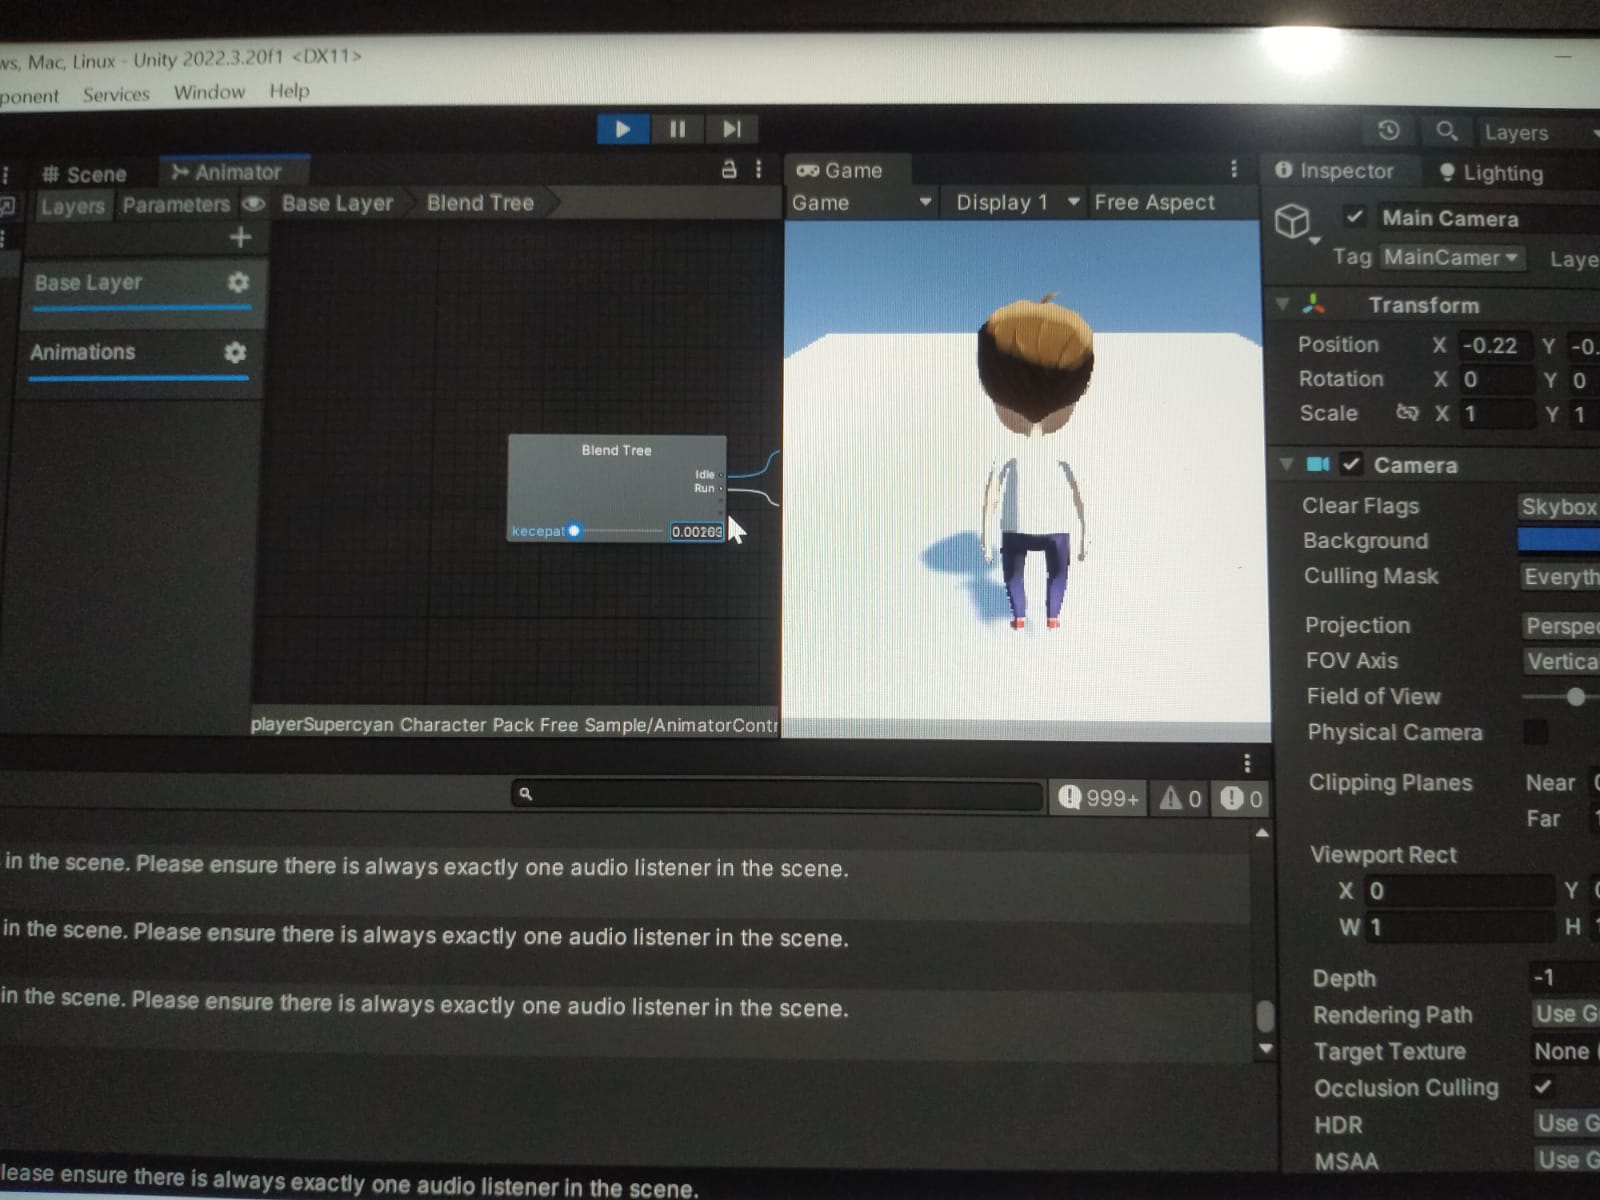 ws, Mac, Linux - Unity 2022.3.20f1 <DX11>
ponent Services Window Help
Layers
Scene Animator
Game
Inspector Lighting
Layers Parameters Base Layer Blend Tree
Game Display 1 Free Aspect
Main Camera
Tag MainCamer Laye
Base Layer
Animations
Transform
Position X -0.22 Y -0.
Rotation X 0 Y 0
Scale X 1 Y 1
Blend Tree
Idle
Run
kecepat
Camera
Clear Flags Skybox
Background
Culling Mask Everyth
Projection Perspec
FOV Axis Vertica
Field of View
Physical Camera
Clipping Planes Near
Far
Viewport Rect
X 0 Y
W 1 H
Depth -1
Rendering Path Use G
Target Texture None
Occlusion Culling
HDR Use G
MSAA Use G
playerSupercyan Character Pack Free Sample/AnimatorContr
999+ 0 0
in the scene. Please ensure there is always exactly one audio listener in the scene.
in the scene. Please ensure there is always exactly one audio listener in the scene.
in the scene. Please ensure there is always exactly one audio listener in the scene.
lease ensure there is always exactly one audio listener in the scene.